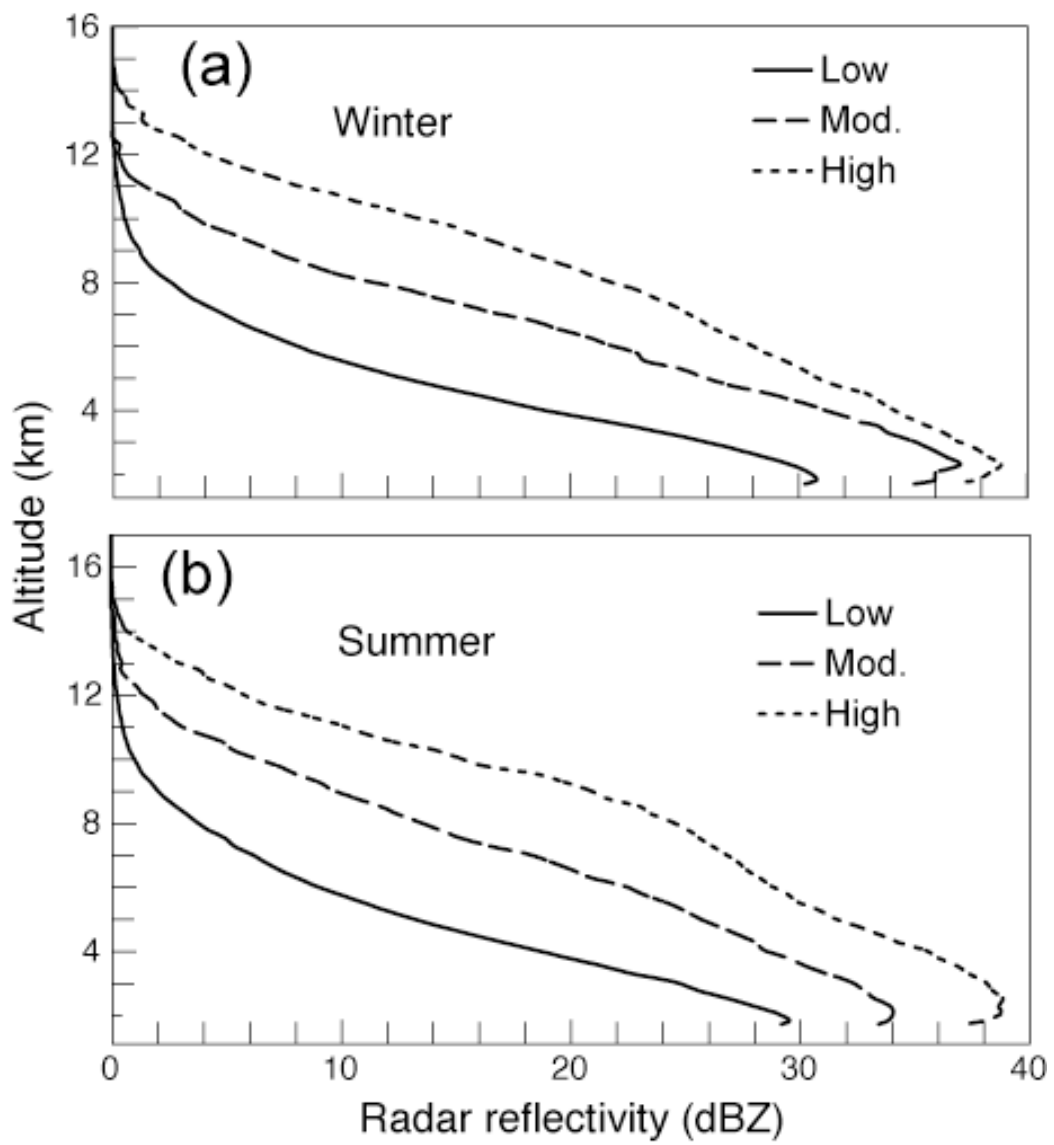 16
(a)
Low
Winter
Mod.
12
High
8
4
Altitude (km)
16
(b)
Low
Summer
Mod.
12
High
8
4
0 10 20 30 40
Radar reflectivity (dBZ)